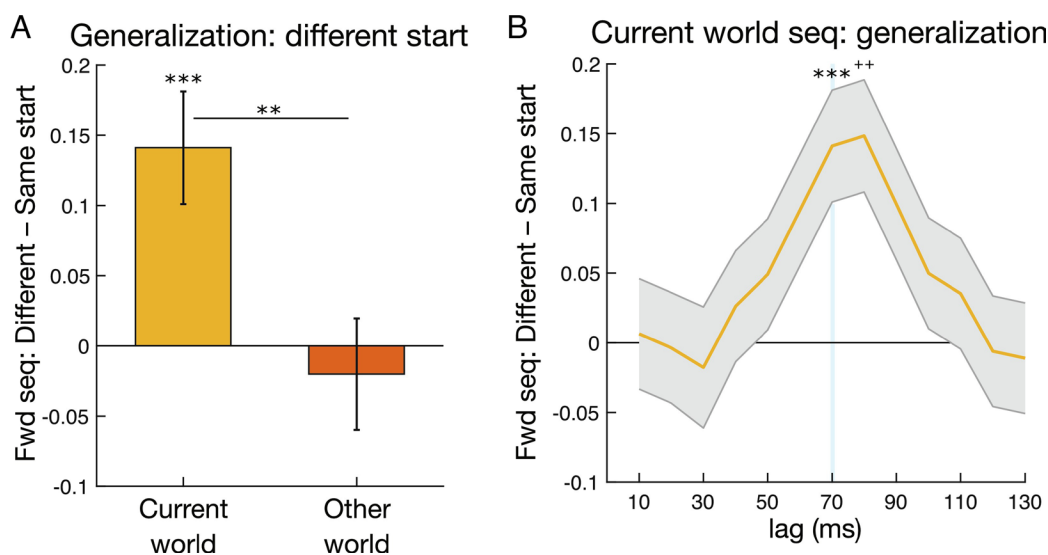 A
Generalization: different start
Fwd seq: Different – Same start
0.2
0.15
0.1
0.05
0
-0.05
-0.1
***
**
Current
world
Other
world
B
Current world seq: generalization
Fwd seq: Different – Same start
0.2
0.15
0.1
0.05
0
-0.05
-0.1
*** ++
10 30 50 70 90 110 130
lag (ms)